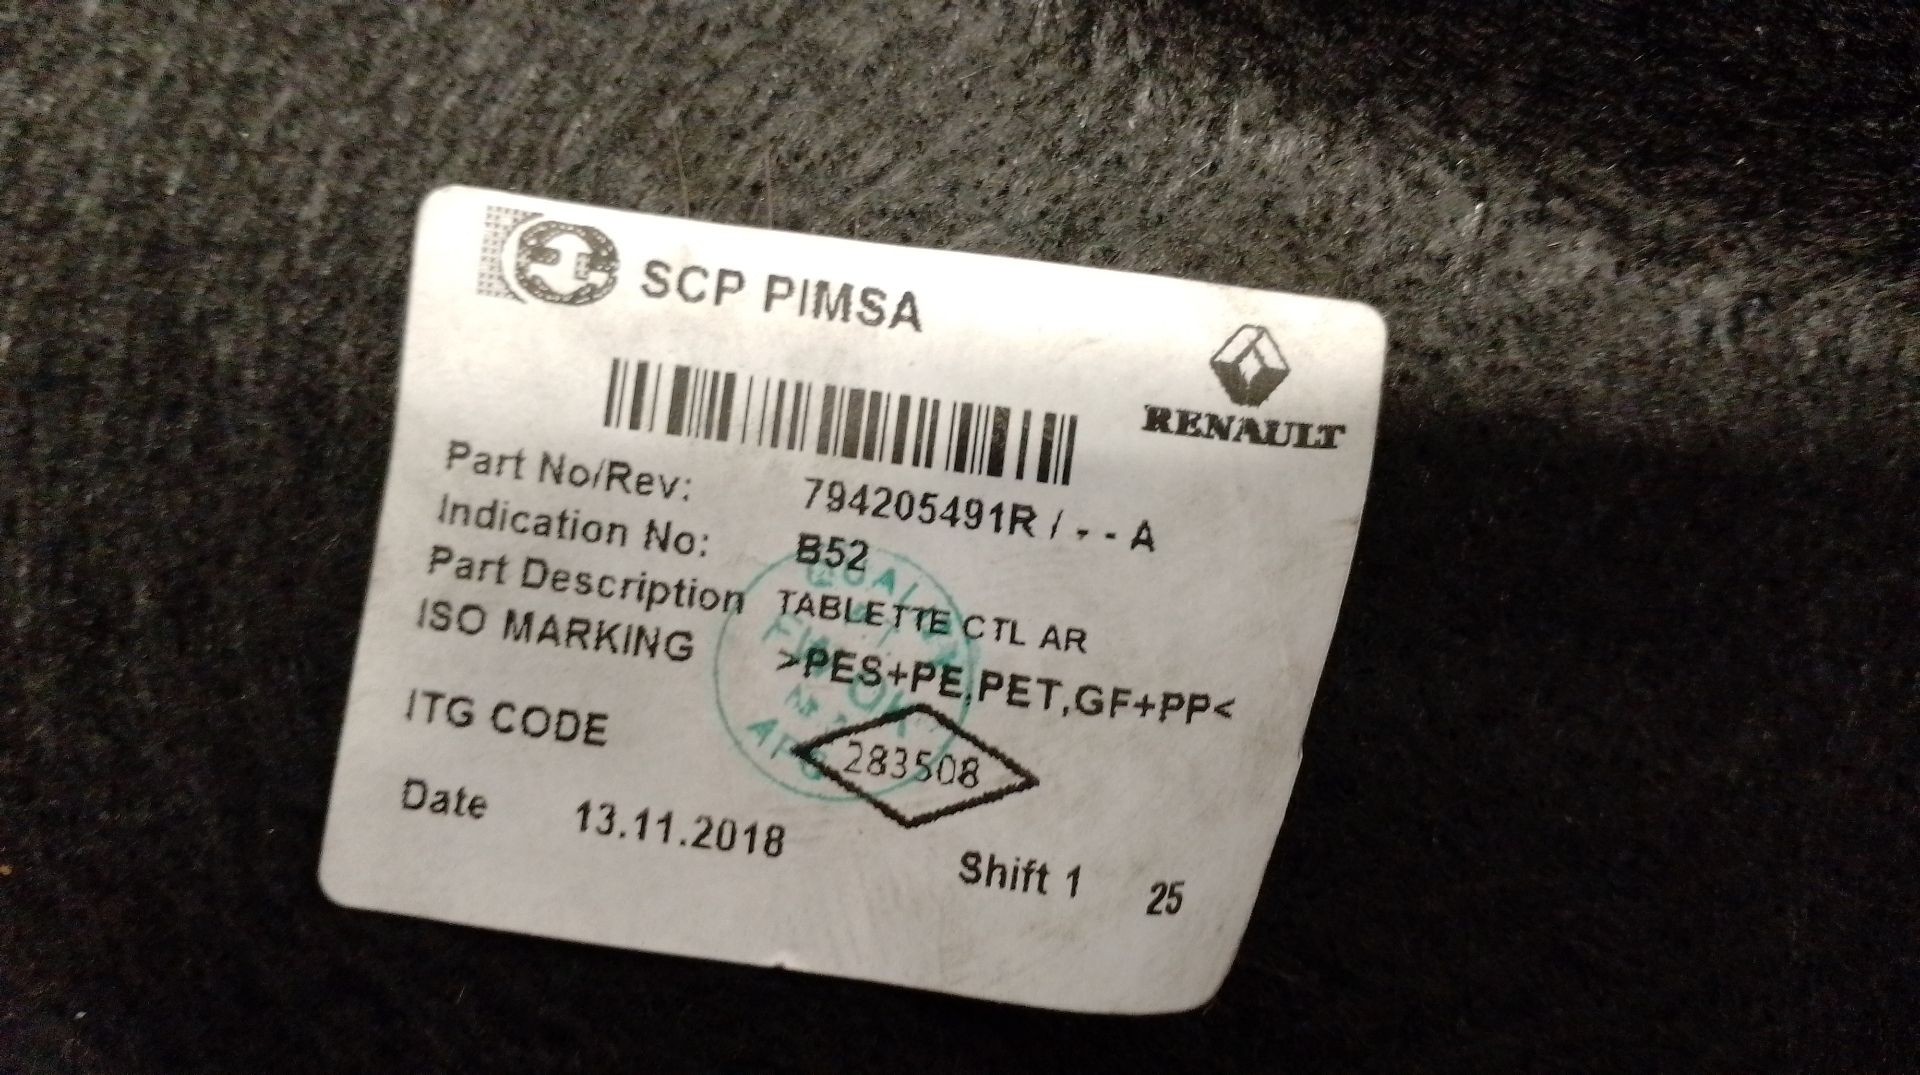 SCP PIMSA
RENAULT
Part No/Rev: 794205491R / - - A
Indication No: B52
Part Description TABLETTE CTL AR
ISO MARKING >PES+PE,PET,GF+PP<
ITG CODE 283508
Date 13.11.2018
Shift 1 25